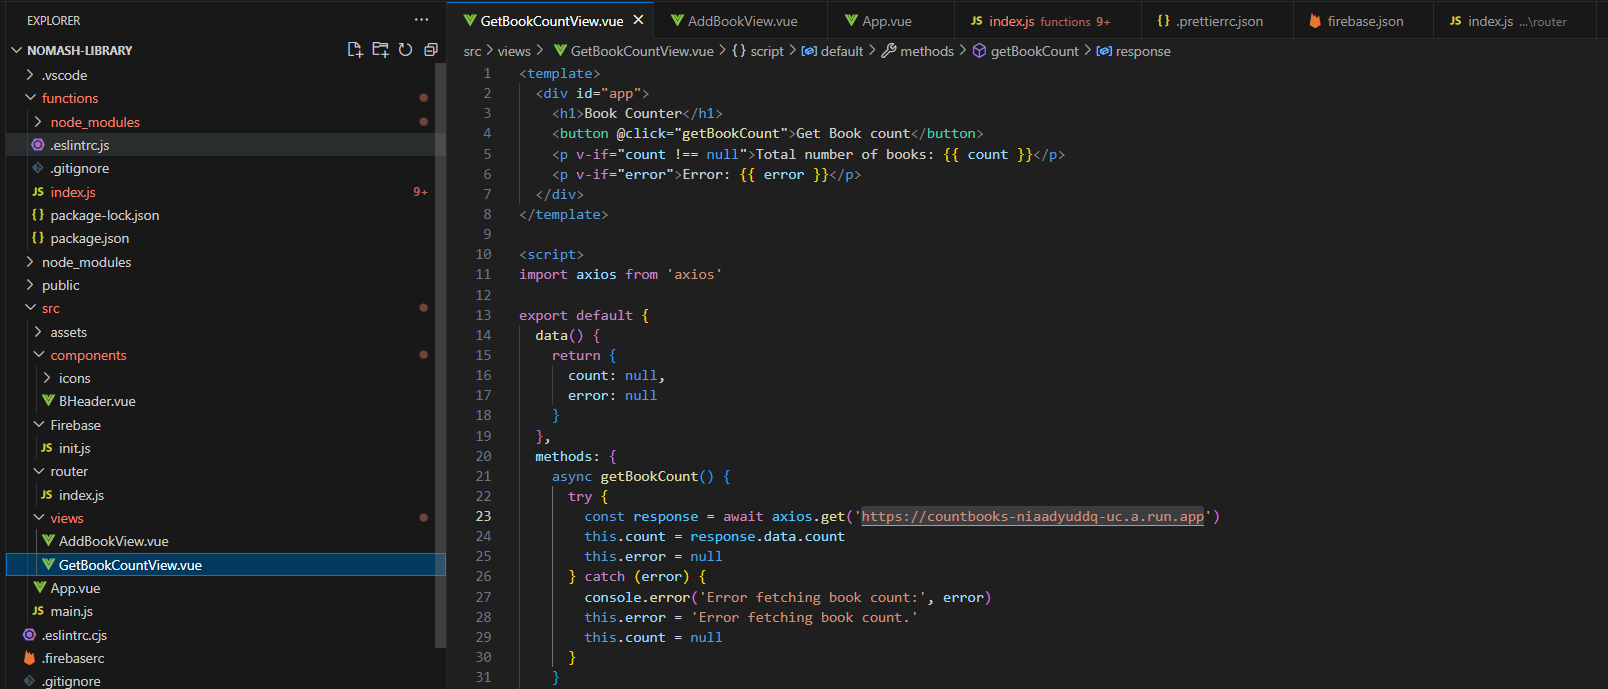 EXPLORER
NOMASH-LIBRARY
.vscode
functions
node_modules
.eslintrc.js
.gitignore
JS index.js 9+
{} package-lock.json
{} package.json
node_modules
public
src
assets
components
icons
BHeader.vue
Firebase
JS init.js
router
JS index.js
views
AddBookView.vue
GetBookCountView.vue
App.vue
JS main.js
.eslintrc.cjs
.firebaserc
.gitignore
GetBookCountView.vue AddBookView.vue App.vue JS index.js functions 9+ {} .prettierrc.json firebase.json JS index.js ...\router
src > views > GetBookCountView.vue > {} script > default > methods > getBookCount > response
1 <template>
2 <div id="app">
3 <h1>Book Counter</h1>
4 <button @click="getBookCount">Get Book count</button>
5 <p v-if="count !== null">Total number of books: {{ count }}</p>
6 <p v-if="error">Error: {{ error }}</p>
7 </div>
8 </template>
9
10 <script>
11 import axios from 'axios'
12
13 export default {
14 data() {
15 return {
16 count: null,
17 error: null
18 }
19 },
20 methods: {
21 async getBookCount() {
22 try {
23 const response = await axios.get('https://countbooks-niaadyuddq-uc.a.run.app')
24 this.count = response.data.count
25 this.error = null
26 } catch (error) {
27 console.error('Error fetching book count:', error)
28 this.error = 'Error fetching book count.'
29 this.count = null
30 }
31 }